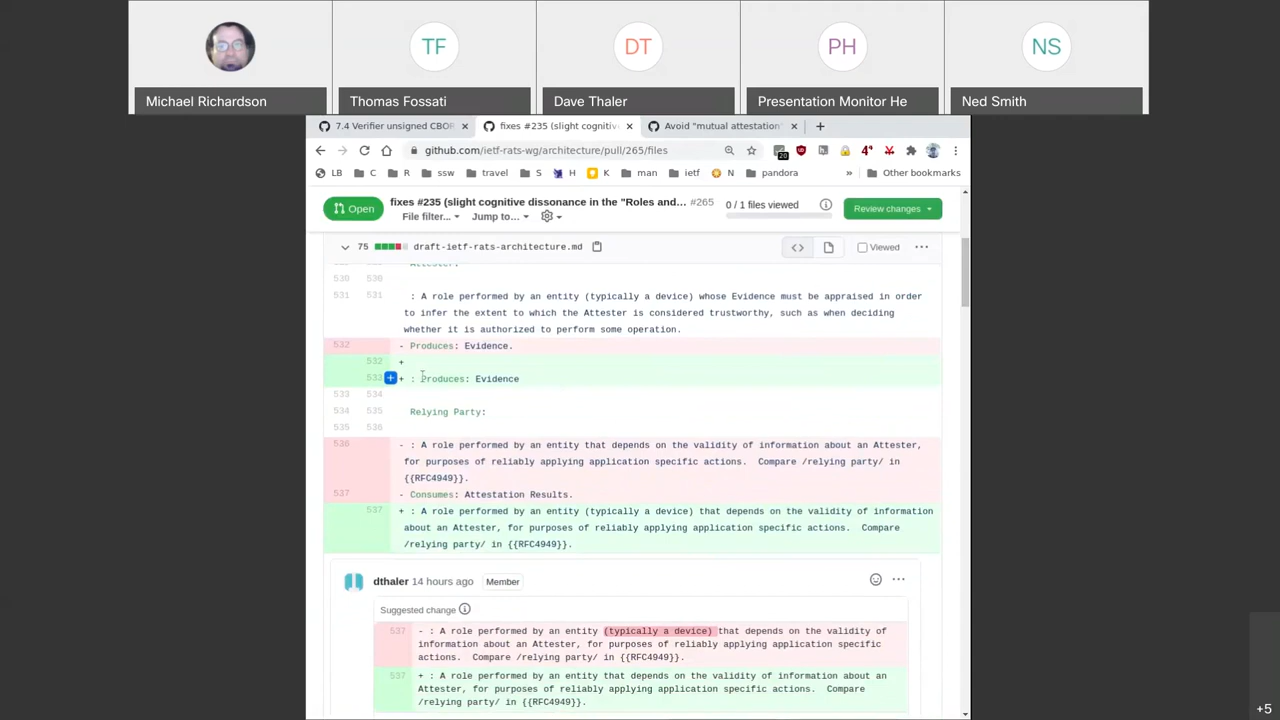 TF
DT
PH
NS
Michael Richardson
Thomas Fossati
Dave Thaler
Presentation Monitor He
Ned Smith
7.4 Verifier unsigned CBOR
fixes #235 (slight cognitiv
Avoid "mutual attestation"
github.com/ietf-rats-wg/architecture/pull/265/files
20
LB
C
R
ssw
travel
S
H
K
man
ietf
N
pandora
»
Other bookmarks
Open
fixes #235 (slight cognitive dissonance in the "Roles and… #265
File filter…
Jump to…
0 / 1 files viewed
Review changes
75
draft-ietf-rats-architecture.md
Viewed
Attester:
530 530
531 531 : A role performed by an entity (typically a device) whose Evidence must be appraised in order
to infer the extent to which the Attester is considered trustworthy, such as when deciding
whether it is authorized to perform some operation.
532 - Produces: Evidence.
532 +
533 + : Produces: Evidence
533 534
534 535 Relying Party:
535 536
536 - : A role performed by an entity that depends on the validity of information about an Attester,
for purposes of reliably applying application specific actions. Compare /relying party/ in
{{RFC4949}}.
537 - Consumes: Attestation Results.
537 + : A role performed by an entity (typically a device) that depends on the validity of information
about an Attester, for purposes of reliably applying application specific actions. Compare
/relying party/ in {{RFC4949}}.
dthaler 14 hours ago Member
Suggested change
537 - : A role performed by an entity (typically a device) that depends on the validity of
information about an Attester, for purposes of reliably applying application specific
actions. Compare /relying party/ in {{RFC4949}}.
537 + : A role performed by an entity that depends on the validity of information about an
Attester, for purposes of reliably applying application specific actions. Compare
/relying party/ in {{RFC4949}}.
+5